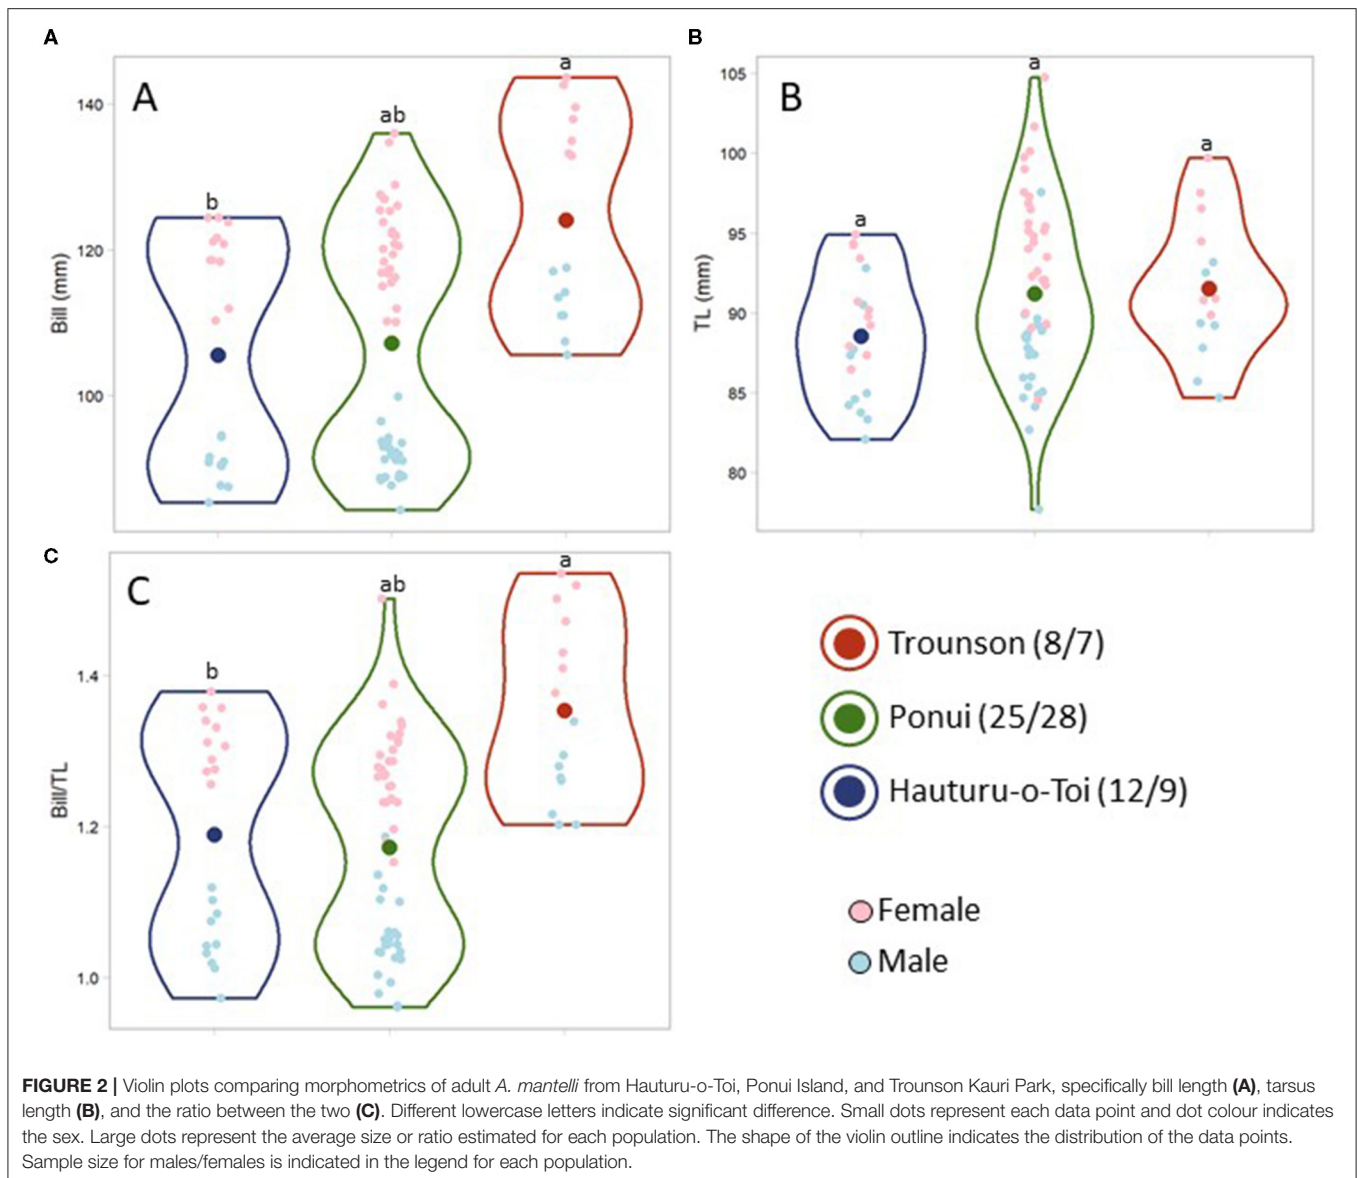 A
B
A
140
120
100
Bill (mm)
b
ab
a
B
105
100
95
90
85
80
TL (mm)
a
a
a
C
C
1.4
1.2
1.0
Bill/TL
b
ab
a
Trounson (8/7)
Ponui (25/28)
Hauturu-o-Toi (12/9)
Female
Male
FIGURE 2 | Violin plots comparing morphometrics of adult A. mantelli from Hauturu-o-Toi, Ponui Island, and Trounson Kauri Park, specifically bill length (A), tarsus
length (B), and the ratio between the two (C). Different lowercase letters indicate significant difference. Small dots represent each data point and dot colour indicates
the sex. Large dots represent the average size or ratio estimated for each population. The shape of the violin outline indicates the distribution of the data points.
Sample size for males/females is indicated in the legend for each population.